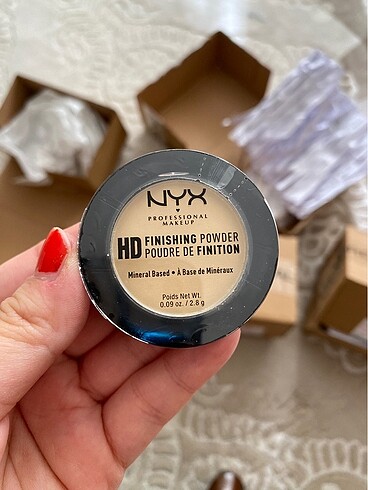 NYX
PROFESSIONAL
MAKEUP
HD FINISHING POWDER
POUDRE DE FINITION
Mineral Based • À Base de Minéraux
Poids Net Wt.
0.09 oz. / 2.8 g